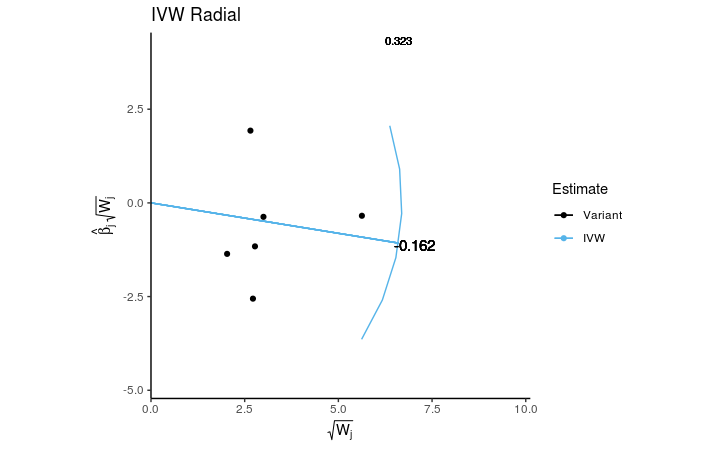 IVW Radial
0.323
2.5
0.0
-2.5
-5.0
β̂j√Wj
-0.162
0.0
2.5
5.0
7.5
10.0
√Wj
Estimate
Variant
IVW